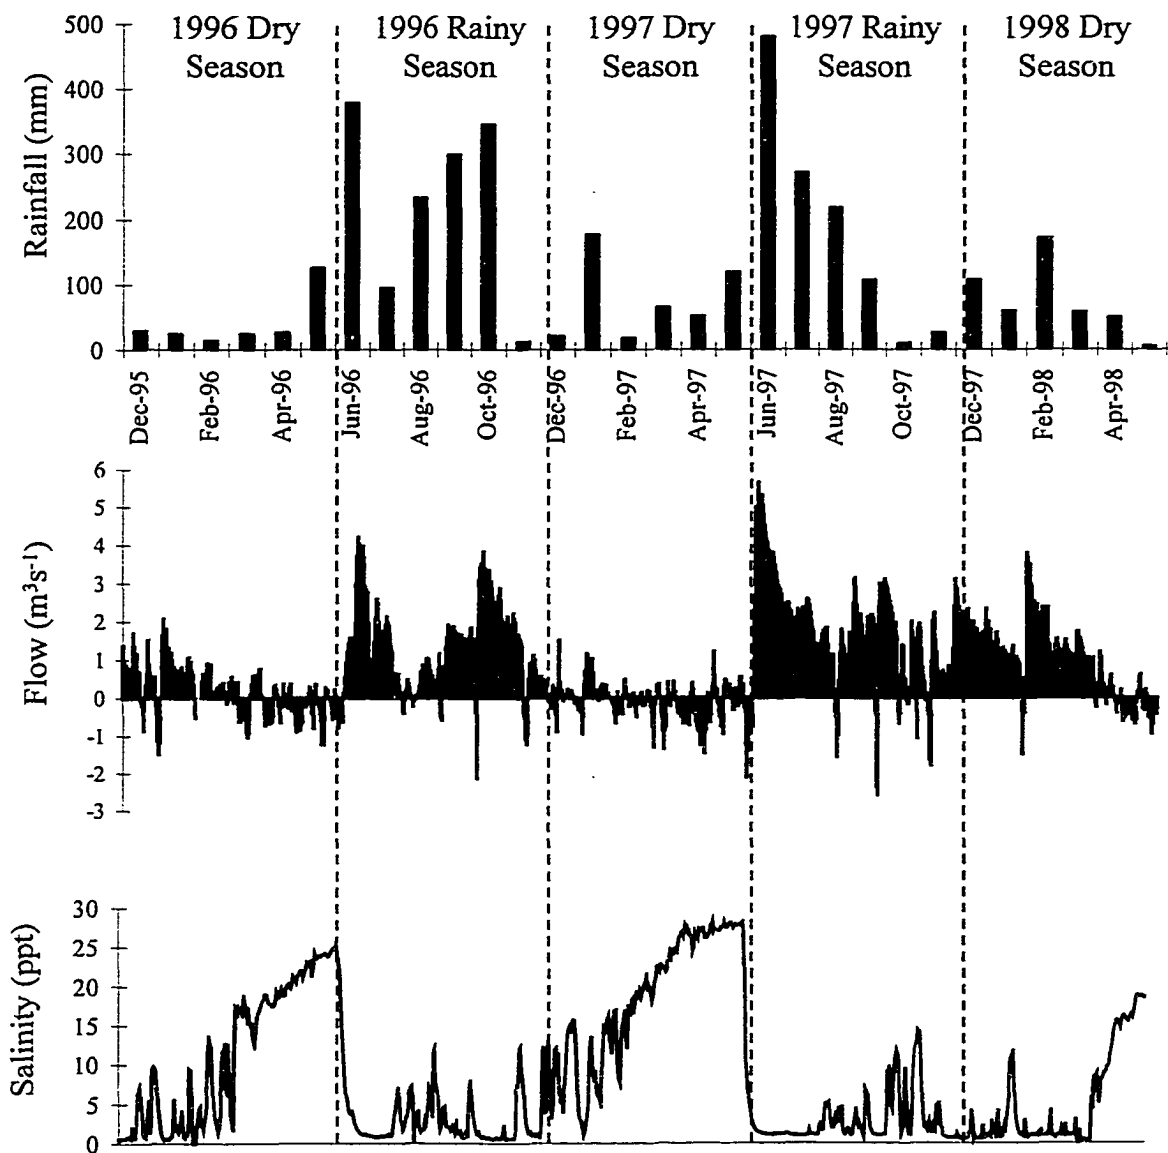 1996 Dry
Season
1996 Rainy
Season
1997 Dry
Season
1997 Rainy
Season
1998 Dry
Season
Rainfall (mm)
500
400
300
200
100
0
Dec-95
Feb-96
Apr-96
Jun-96
Aug-96
Oct-96
Dec-96
Feb-97
Apr-97
Jun-97
Aug-97
Oct-97
Dec-97
Feb-98
Apr-98
Flow (m³s⁻¹)
6
5
4
3
2
1
0
-1
-2
-3
Salinity (ppt)
30
25
20
15
10
5
0